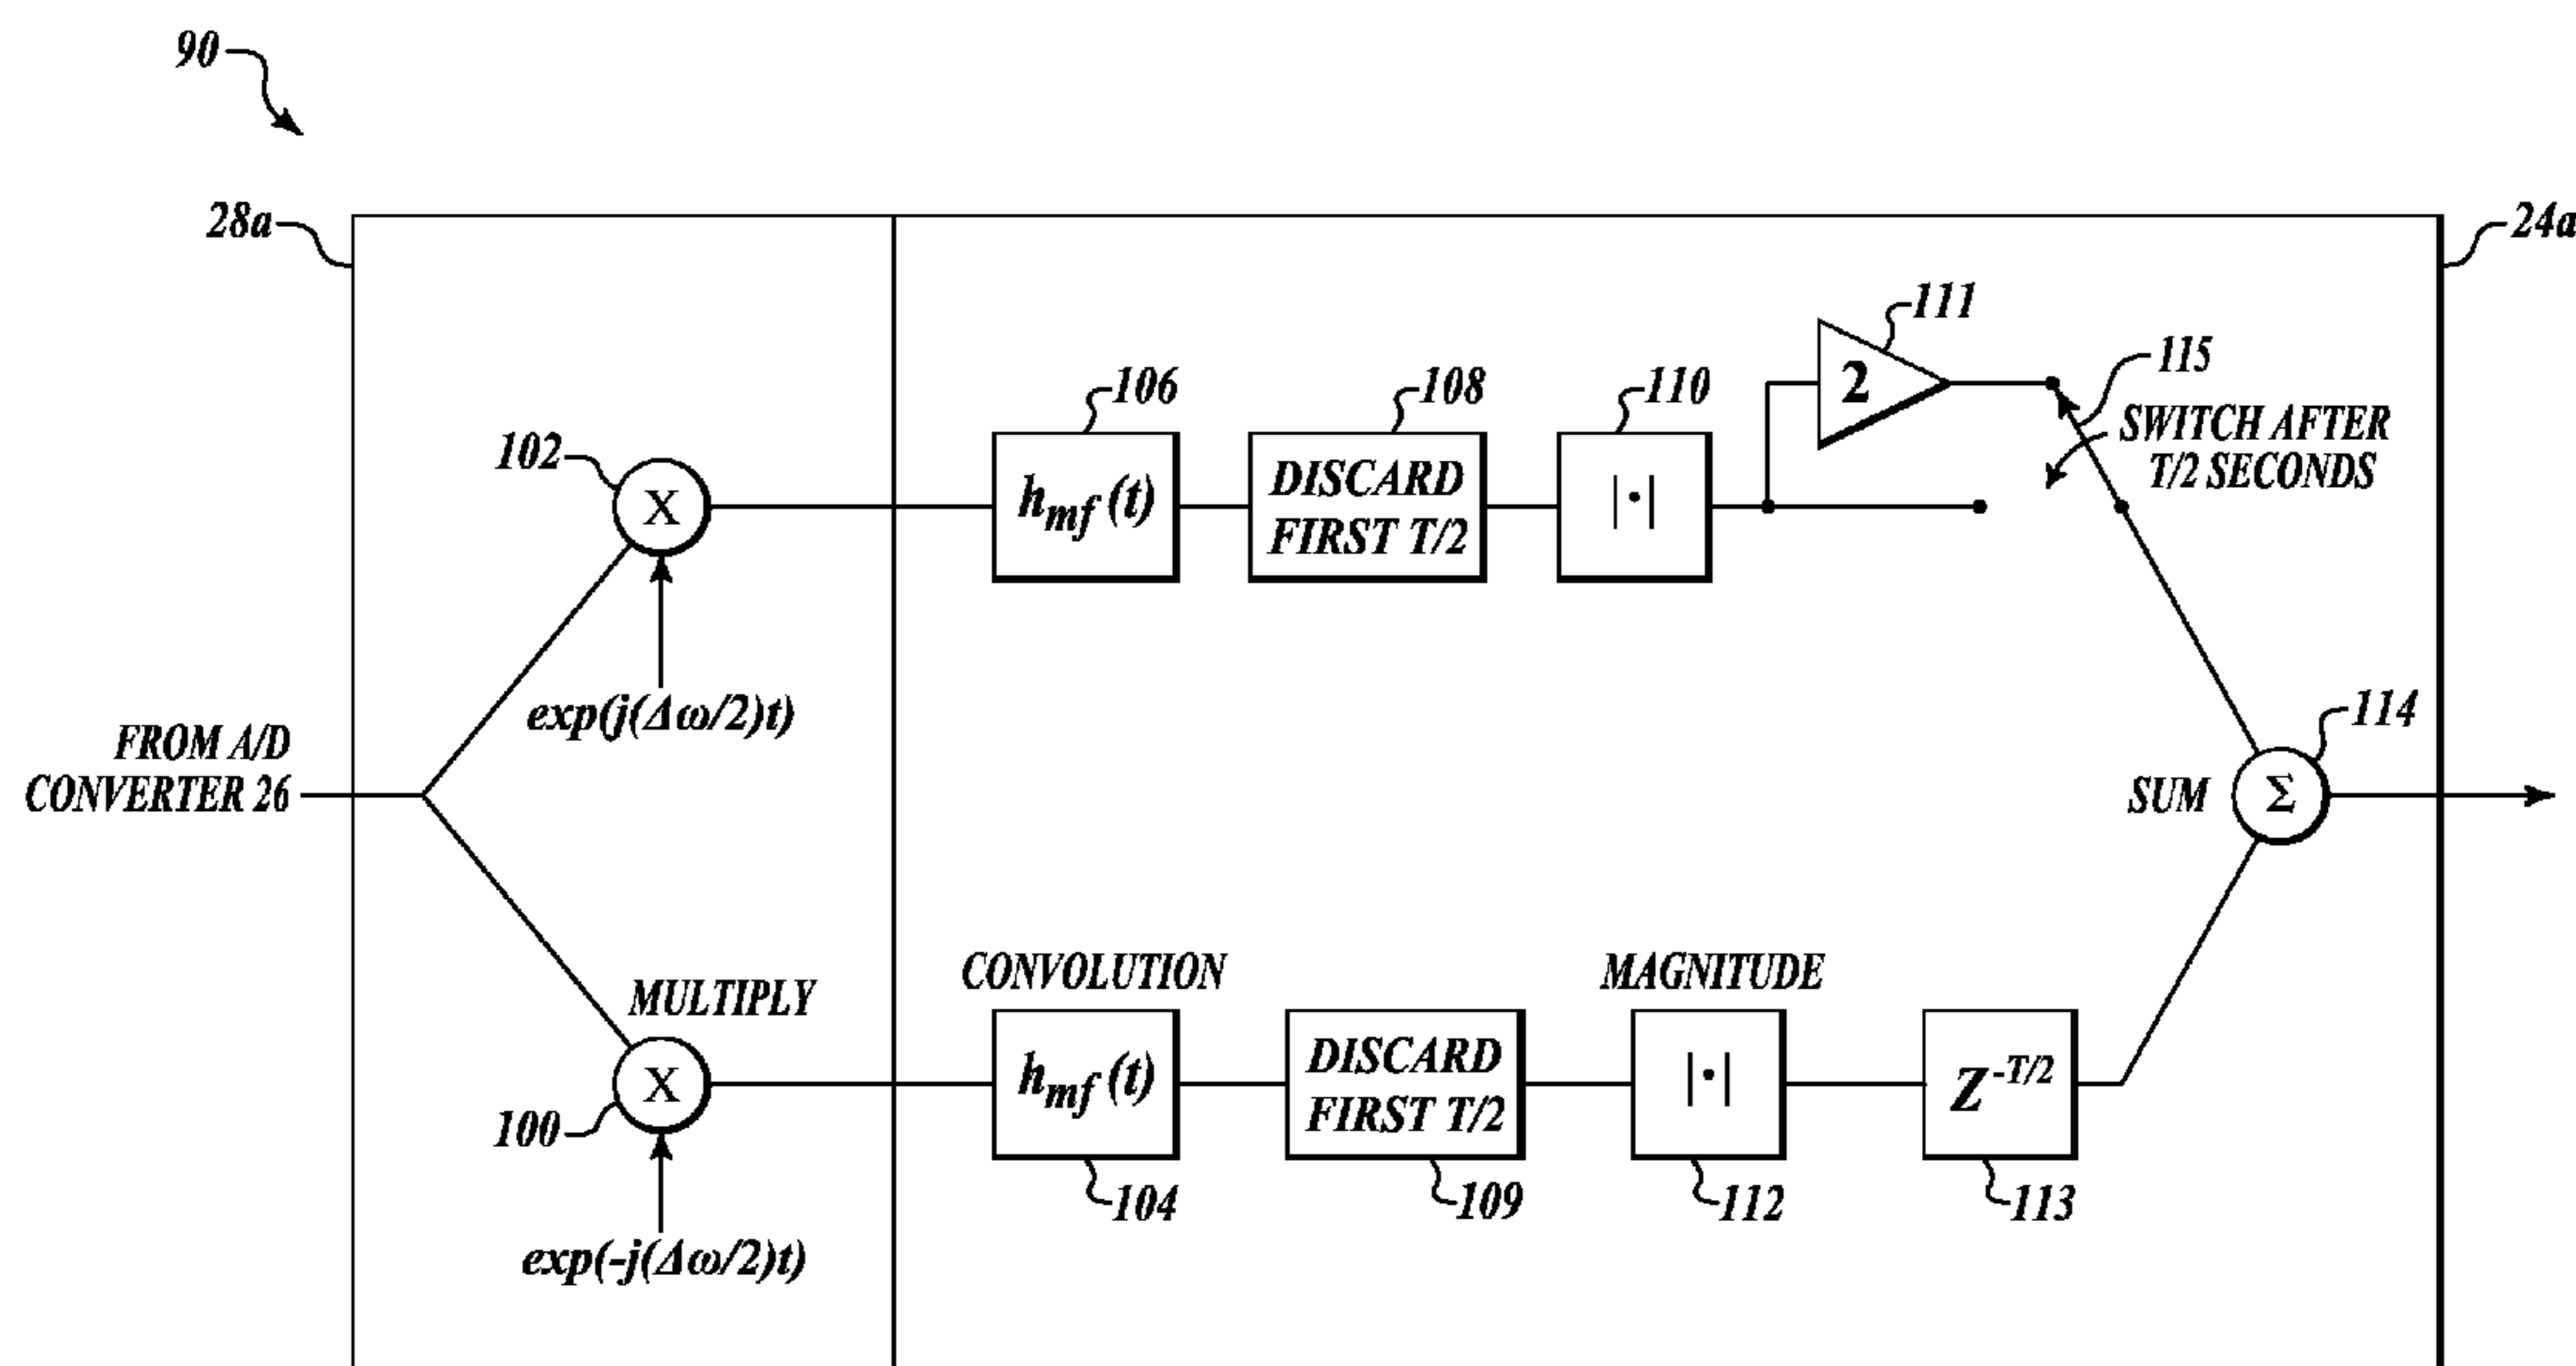 90
28a
24a
111
115
SWITCH AFTER
T/2 SECONDS
106
108
110
2
102
X
h_mf (t)
DISCARD
FIRST T/2
|•|
exp(j(Δω/2)t)
FROM A/D
CONVERTER 26
114
SUM
Σ
MULTIPLY
CONVOLUTION
MAGNITUDE
X
h_mf (t)
DISCARD
FIRST T/2
|•|
Z^-T/2
100
104
109
112
113
exp(-j(Δω/2)t)